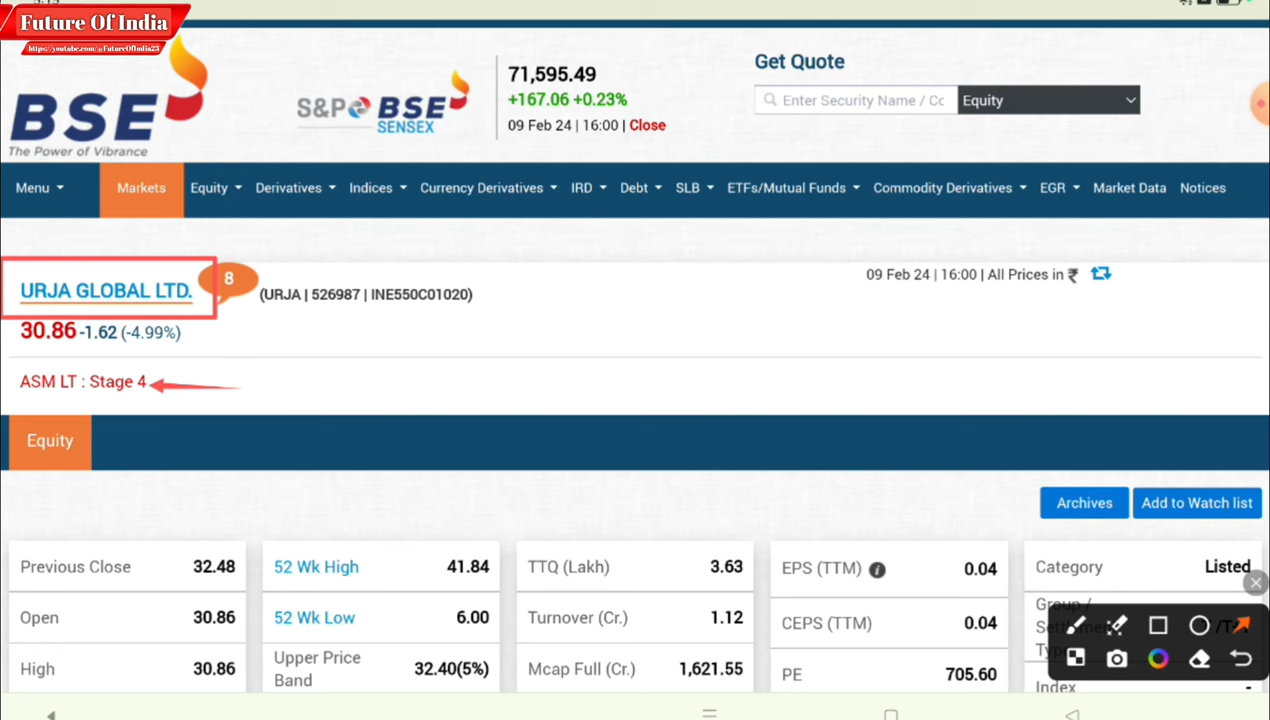 Future Of India
https://youtube.com/@FutureOfIndia23
BSE
The Power of Vibrance
S&P BSE
SENSEX
71,595.49
+167.06 +0.23%
09 Feb 24 | 16:00 | Close
Get Quote
Enter Security Name / Cc
Equity
Menu Markets Equity Derivatives Indices Currency Derivatives IRD Debt SLB ETFs/Mutual Funds Commodity Derivatives EGR Market Data Notices
URJA GLOBAL LTD.
8
(URJA | 526987 | INE550C01020)
09 Feb 24 | 16:00 | All Prices in ₹
30.86 -1.62 (-4.99%)
ASM LT : Stage 4
Equity
Archives
Add to Watch list
Previous Close 32.48
Open 30.86
High 30.86
52 Wk High 41.84
52 Wk Low 6.00
Upper Price Band 32.40(5%)
TTQ (Lakh) 3.63
Turnover (Cr.) 1.12
Mcap Full (Cr.) 1,621.55
EPS (TTM) 0.04
CEPS (TTM) 0.04
PE 705.60
Category Listed
Group /
Index -